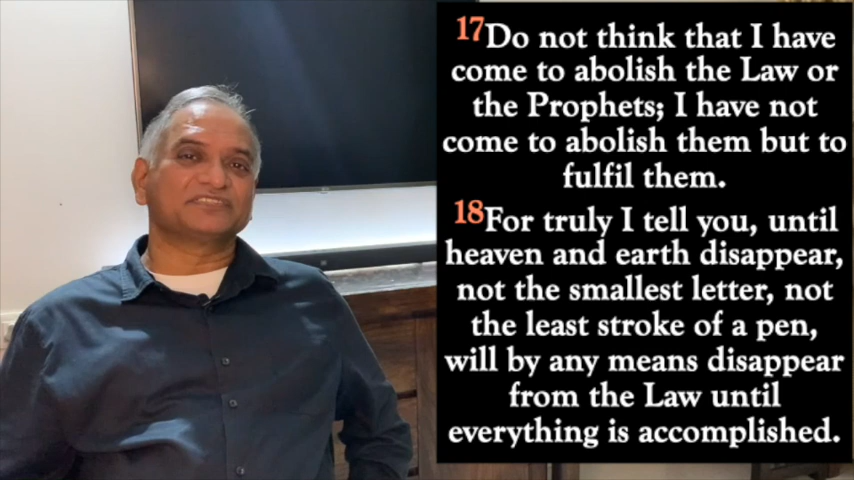 17Do not think that I have
come to abolish the Law or
the Prophets; I have not
come to abolish them but to
fulfil them.
18For truly I tell you, until
heaven and earth disappear,
not the smallest letter, not
the least stroke of a pen,
will by any means disappear
from the Law until
everything is accomplished.